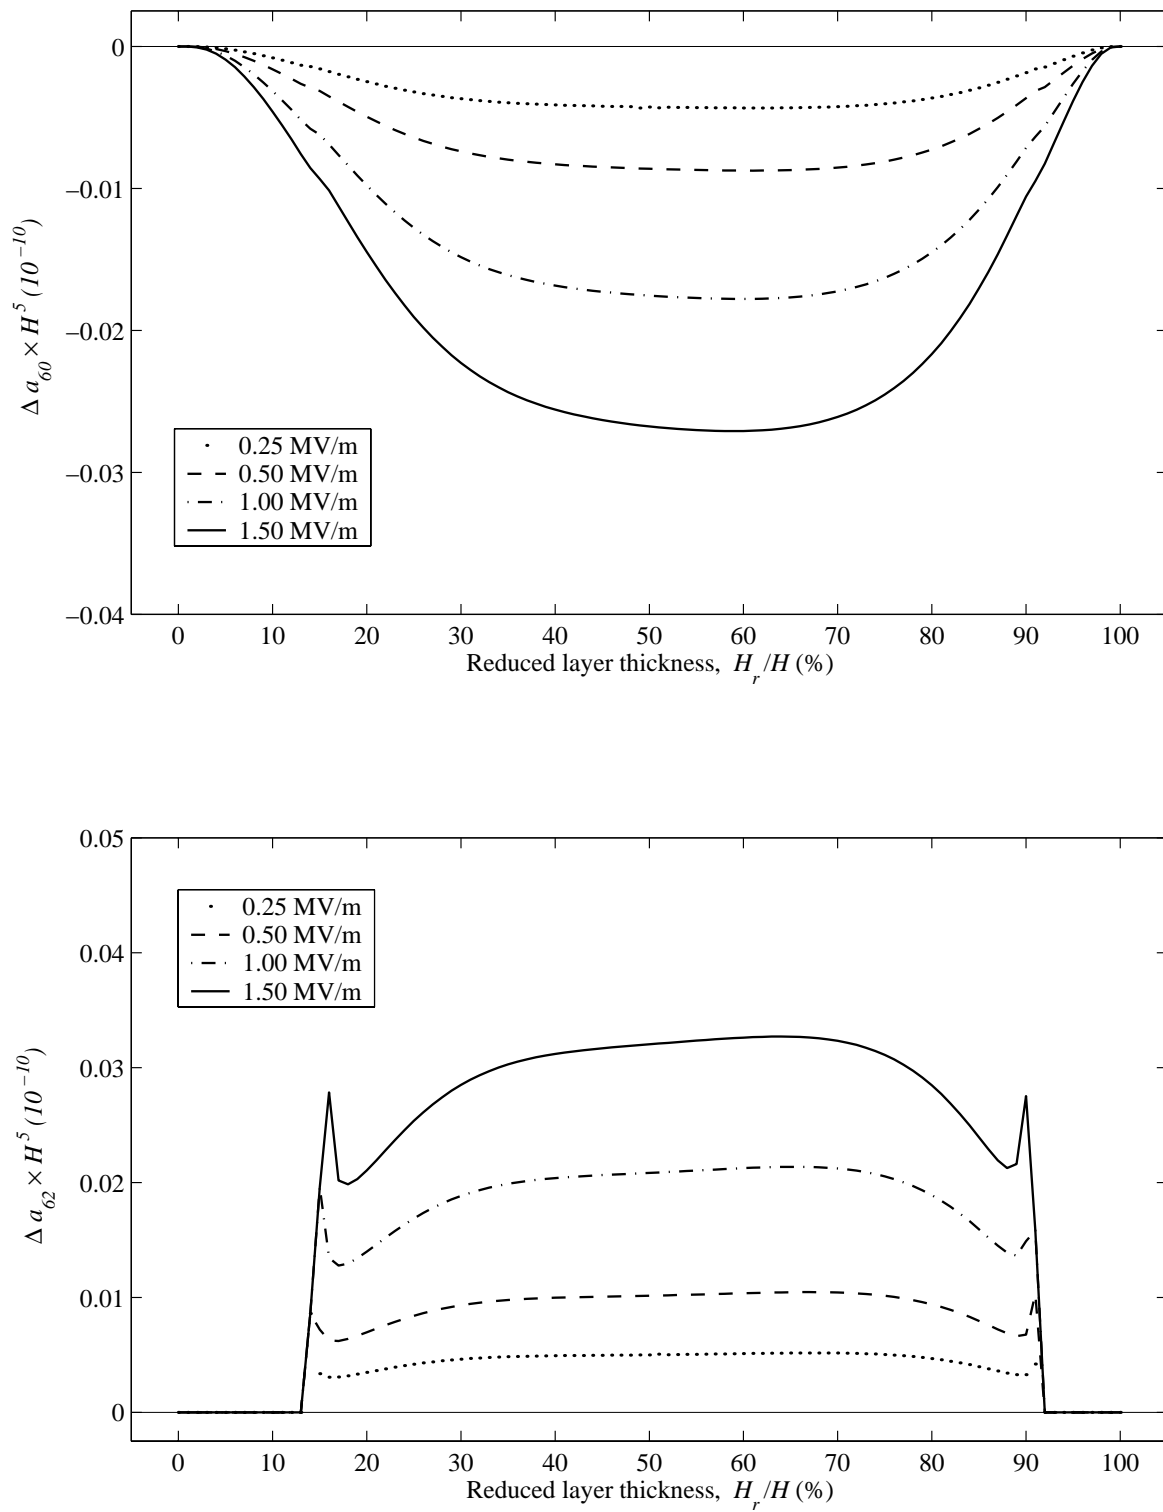 0
−0.01
−0.02
−0.03
−0.04
Δ a60 × H^5 (10^−10)
0.25 MV/m
0.50 MV/m
1.00 MV/m
1.50 MV/m
0 10 20 30 40 50 60 70 80 90 100
Reduced layer thickness, Hr/H (%)
0.05
0.04
0.03
0.02
0.01
0
Δ a62 × H^5 (10^−10)
0.25 MV/m
0.50 MV/m
1.00 MV/m
1.50 MV/m
0 10 20 30 40 50 60 70 80 90 100
Reduced layer thickness, Hr/H (%)